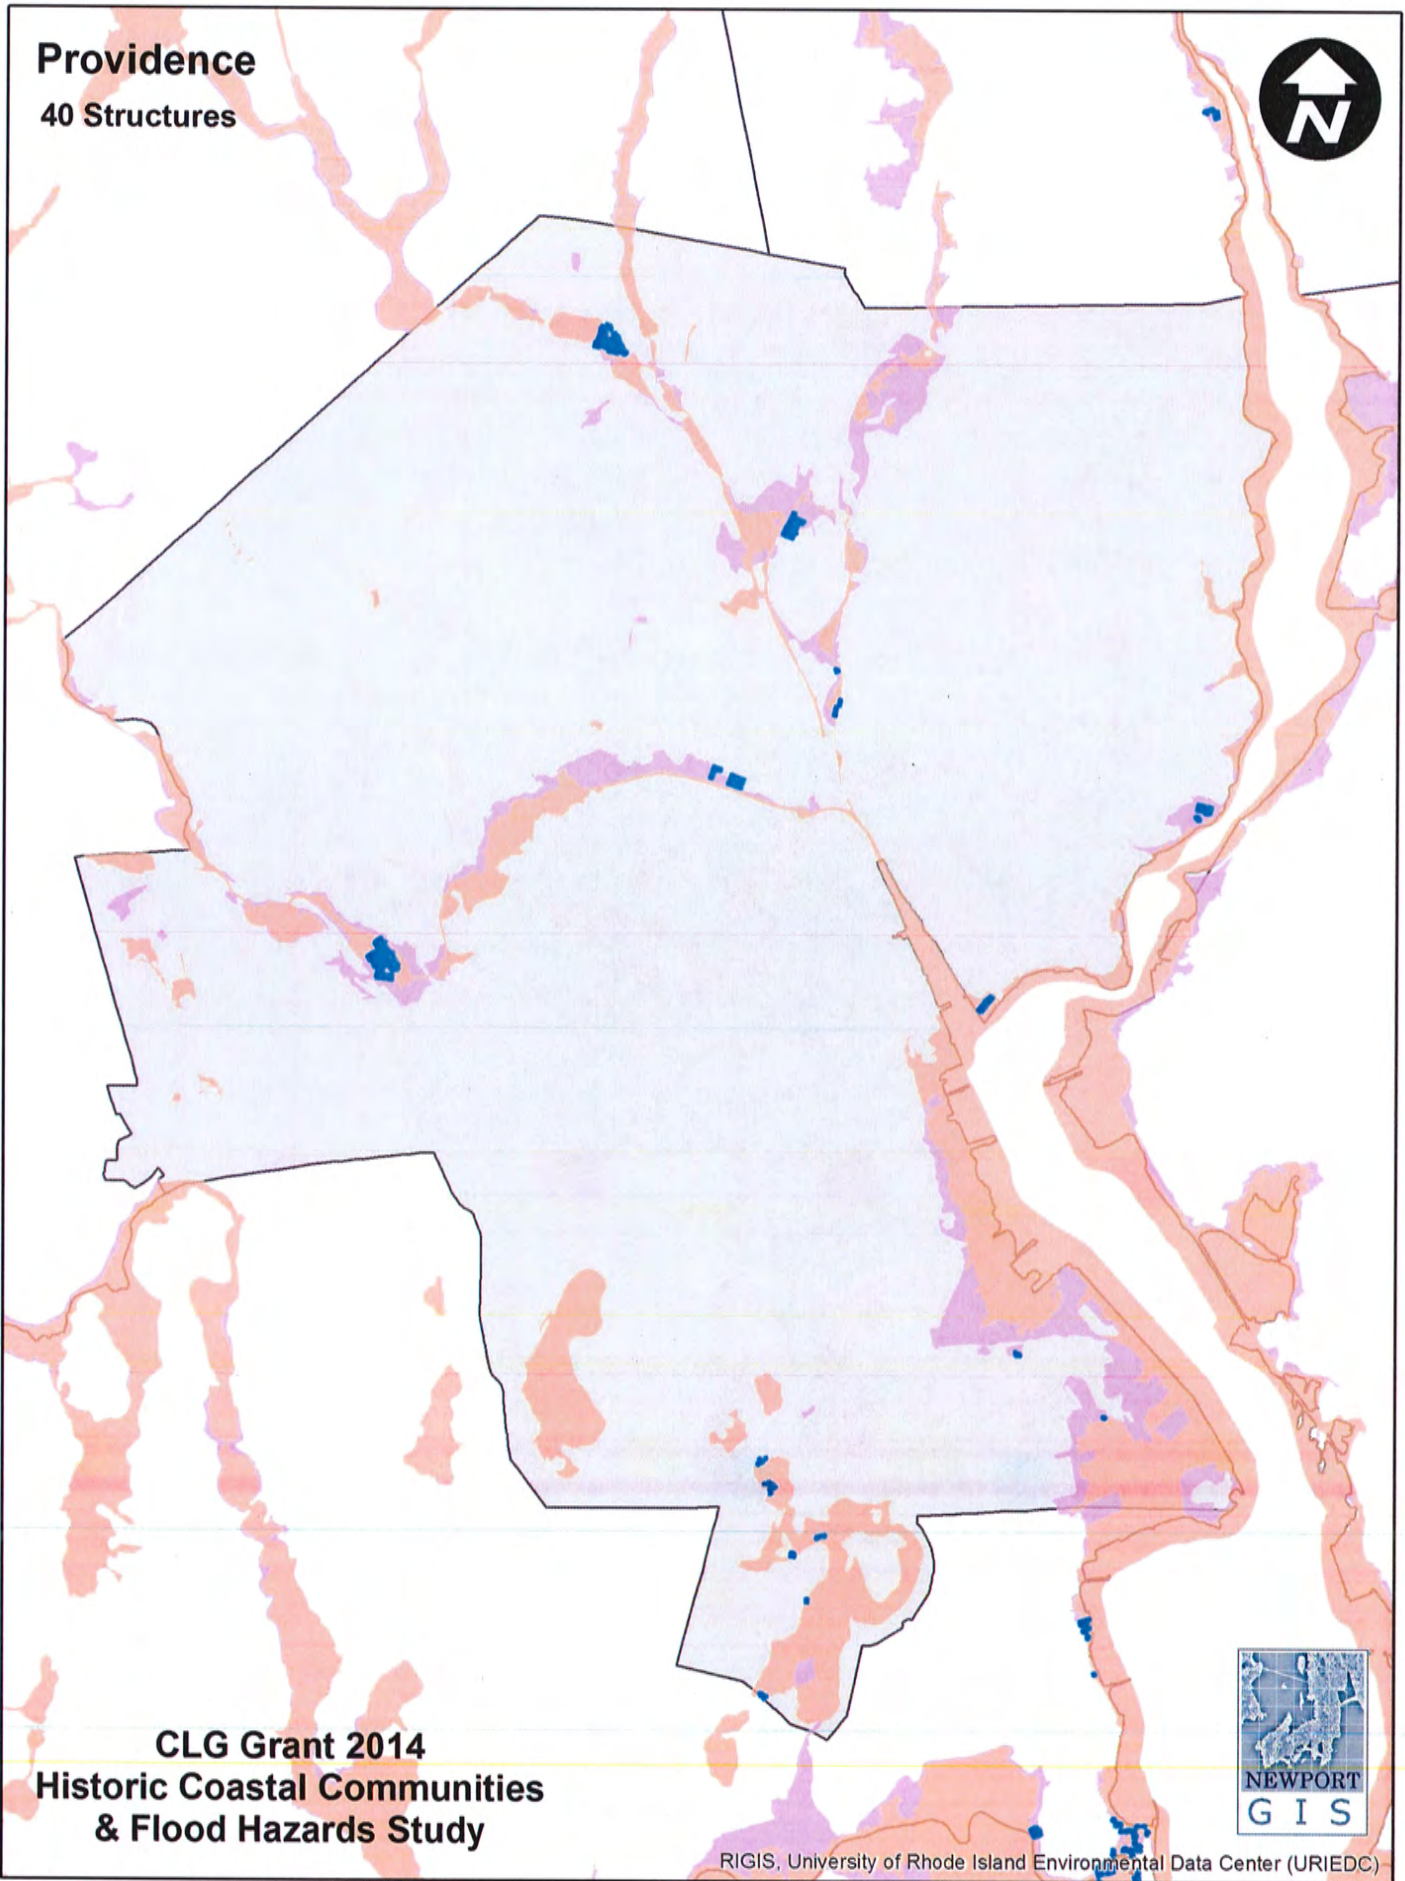 Providence
40 Structures
N
CLG Grant 2014
Historic Coastal Communities
& Flood Hazards Study
NEWPORT
G I S
RIGIS, University of Rhode Island Environmental Data Center (URIEDC)